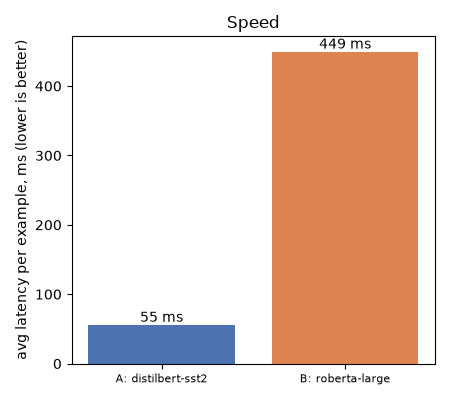 Speed
avg latency per example, ms (lower is better)
400
300
200
100
0
449 ms
55 ms
A: distilbert-sst2
B: roberta-large